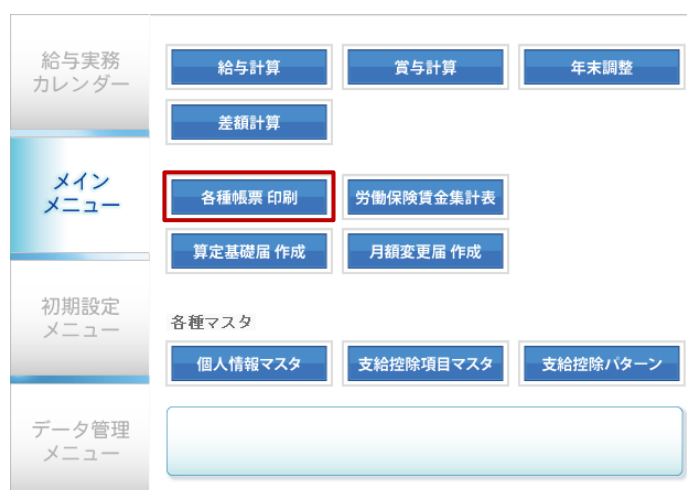 給与実務
カレンダー
メイン
メニュー
初期設定
メニュー
データ管理
メニュー
給与計算 賞与計算 年末調整
差額計算
各種帳票 印刷 労働保険賃金集計表
算定基礎届 作成 月額変更届 作成
各種マスタ
個人情報マスタ 支給控除項目マスタ 支給控除パターン